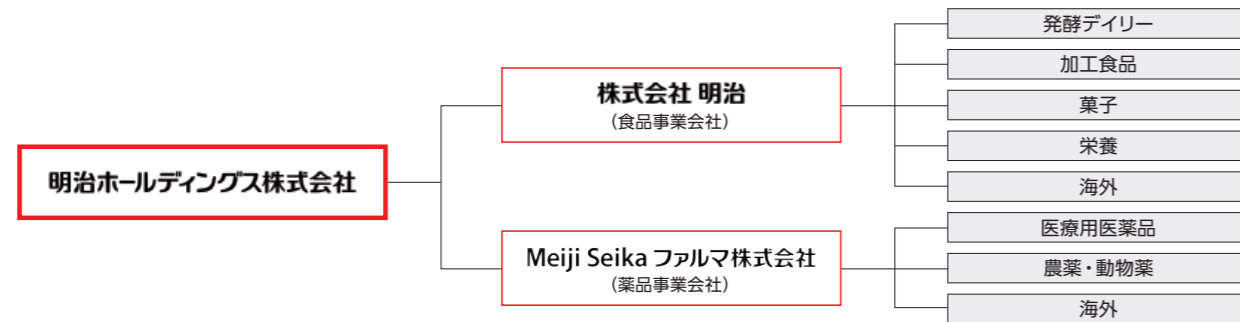 明治ホールディングス株式会社
株式会社 明治
（食品事業会社）
発酵デイリー
加工食品
菓子
栄養
海外
Meiji Seika ファルマ株式会社
（薬品事業会社）
医療用医薬品
農薬・動物薬
海外